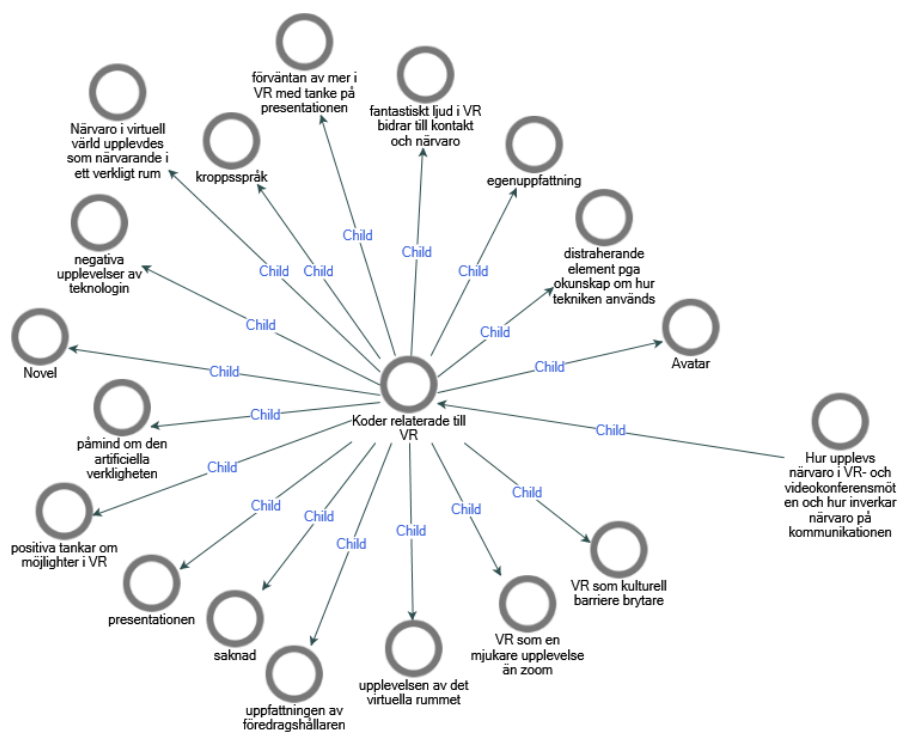 förväntan av mer i
VR med tanke på
presentationen
fantastiskt ljud i VR
bidrar till kontakt
och närvaro
Närvaro i virtuell
värld upplevdes
som närvarande i
ett verkligt rum
kroppsspråk
egenuppfattning
negativa
upplevelser av
teknologin
distraherande
element pga
okunskap om hur
tekniken används
Child
Child
Child
Child
Child
Child
Child
Child
Novel
Child
Avatar
Koder relaterade till
VR
påmind om den
artificiella
verkligheten
Child
Child
Hur upplevs
närvaro i VR- och
videokonferensmöt
en och hur inverkar
närvaro på
kommunikationen
Child
positiva tankar om
möjlighter i VR
Child
Child
Child
Child
Child
Child
presentationen
saknad
uppfattningen av
föredragshållaren
upplevelsen av det
virtuella rummet
VR som en
mjukare upplevelse
än zoom
VR som kulturell
barriere brytare